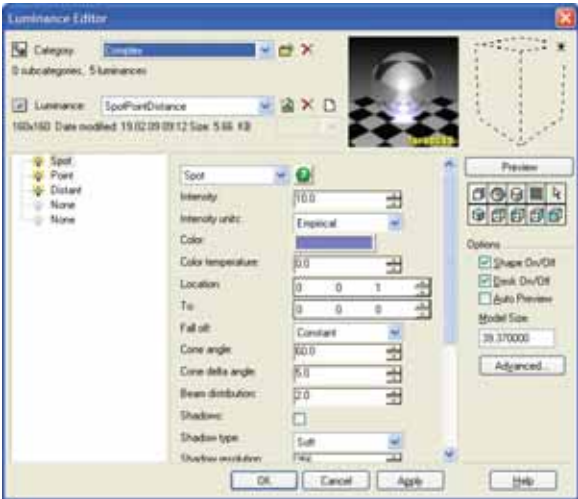 Luminance Editor
Category: Complex
0 subcategories, 5 luminances
Luminance: SpotPointDistance
160x160 Date modified: 19.02.09 09:12 Size: 5.66 KB
Spot
Point
Distant
None
None
Spot
Intensity: 10.0
Intensity units: Empirical
Color:
Color temperature: 0.0
Location: 0 0 1
To: 0 0 0
Fall off: Constant
Cone angle: 60.0
Cone delta angle: 5.0
Beam distribution: 2.0
Shadows:
Shadow type: Soft
Shadow resolution: 256
Preview
Options
Shape On/Off
Desk On/Off
Auto Preview
Model Size:
39.370000
Advanced...
OK
Cancel
Apply
Help